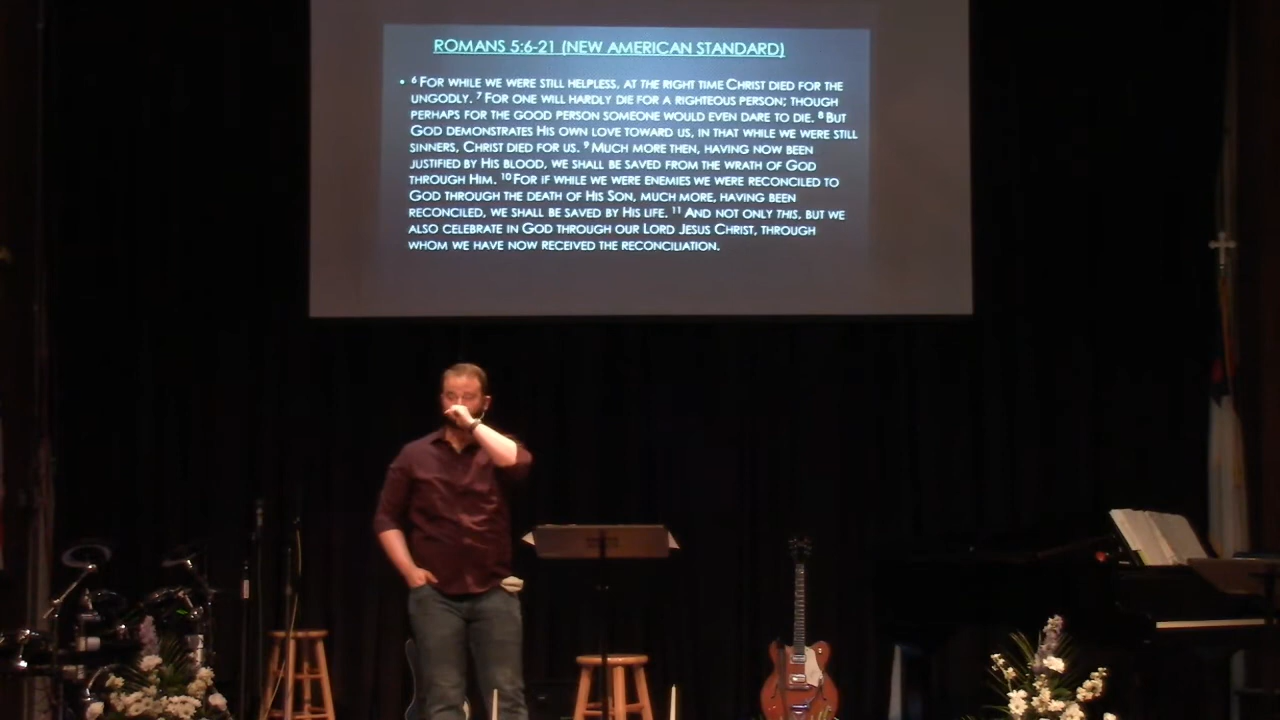 ROMANS 5:6-21 (NEW AMERICAN STANDARD)
• 6 FOR WHILE WE WERE STILL HELPLESS, AT THE RIGHT TIME CHRIST DIED FOR THE
UNGODLY. 7 FOR ONE WILL HARDLY DIE FOR A RIGHTEOUS PERSON; THOUGH
PERHAPS FOR THE GOOD PERSON SOMEONE WOULD EVEN DARE TO DIE. 8 BUT
GOD DEMONSTRATES HIS OWN LOVE TOWARD US, IN THAT WHILE WE WERE STILL
SINNERS, CHRIST DIED FOR US. 9 MUCH MORE THEN, HAVING NOW BEEN
JUSTIFIED BY HIS BLOOD, WE SHALL BE SAVED FROM THE WRATH OF GOD
THROUGH HIM. 10 FOR IF WHILE WE WERE ENEMIES WE WERE RECONCILED TO
GOD THROUGH THE DEATH OF HIS SON, MUCH MORE, HAVING BEEN
RECONCILED, WE SHALL BE SAVED BY HIS LIFE. 11 AND NOT ONLY THIS, BUT WE
ALSO CELEBRATE IN GOD THROUGH OUR LORD JESUS CHRIST, THROUGH
WHOM WE HAVE NOW RECEIVED THE RECONCILIATION.